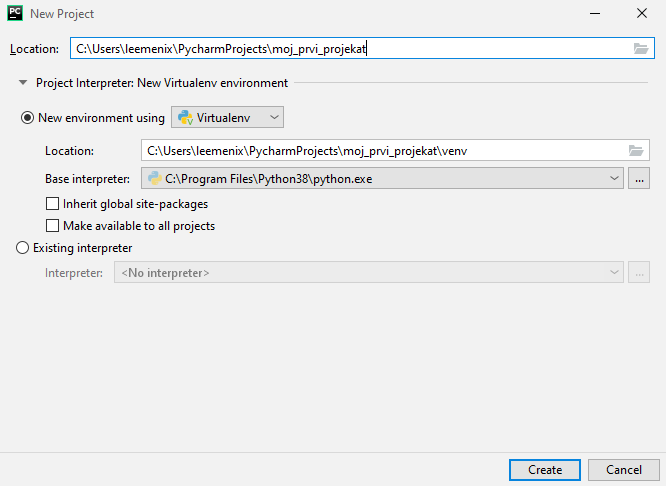 PC New Project
Location: C:\Users\leemenix\PycharmProjects\moj_prvi_projekat
Project Interpreter: New Virtualenv environment
New environment using Virtualenv
Location: C:\Users\leemenix\PycharmProjects\moj_prvi_projekat\venv
Base interpreter: C:\Program Files\Python38\python.exe ...
Inherit global site-packages
Make available to all projects
Existing interpreter
Interpreter: <No interpreter> ...
Create Cancel